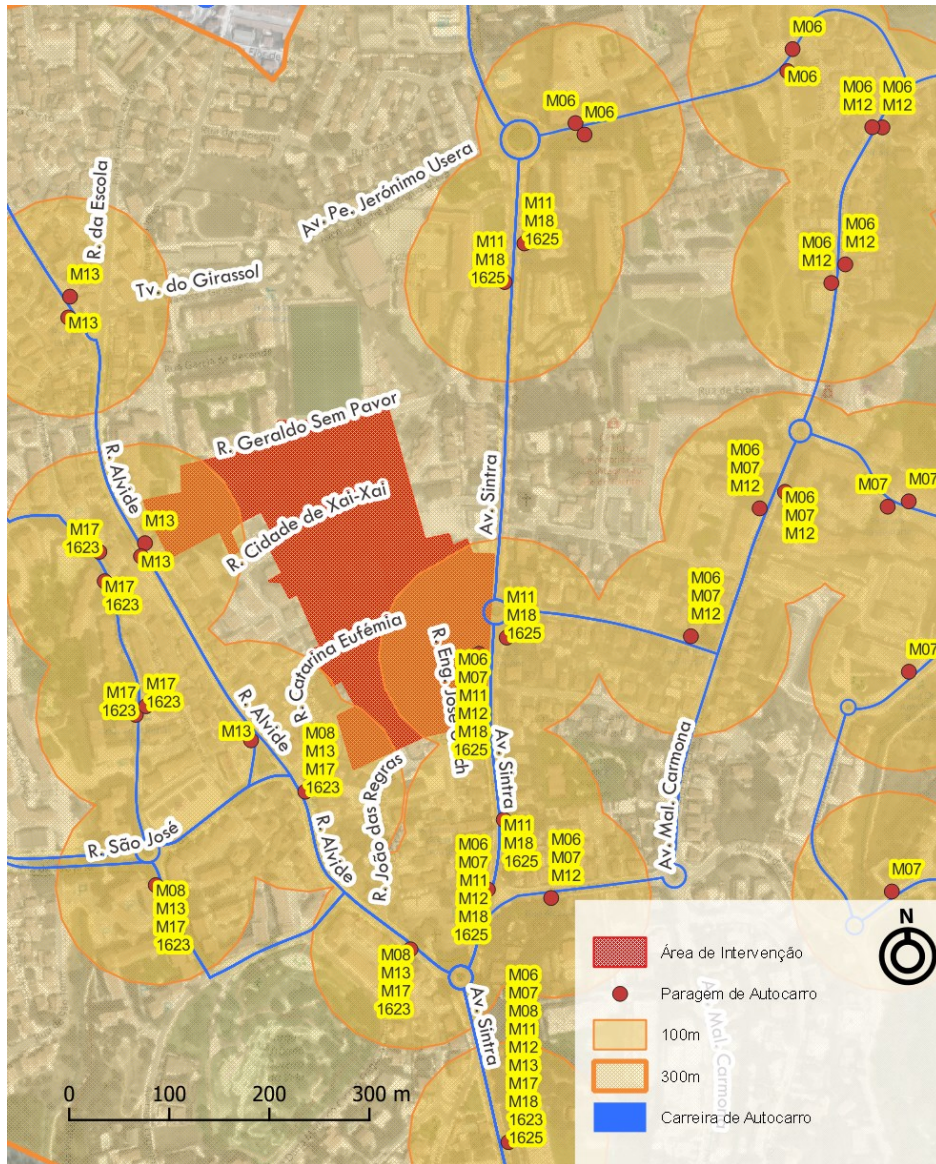 M06
M06
M06
M12
M06
M12
M06
M06
Av. Pe. Jerónimo Usera
R. da Escola
M11
M18
1625
M11
M18
1625
M06
M12
M06
M12
Tv. do Girassol
M13
M13
R. Geraldo Sem Pavor
R. Alvide
Av. Sintra
R. Cidade de Xai-Xai
M06
M07
M12
M06
M07
M12
M07
M07
M13
M13
M17
1623
M17
1623
M06
M07
M12
M11
M18
1625
R. Catarina Eufémia
M06
M07
M11
M12
M18
1625
M07
M17
1623
M17
1623
R. Alvide
M13
M08
M13
M17
1623
Av. Sintra
Av. Mal. Carmona
R. João das Regras
R. São José
R. Alvide
M11
M18
1625
M06
M07
M11
M12
M18
1625
M06
M07
M12
M07
M08
M13
M17
1623
M08
M13
M17
1623
Av. Sintra
M06
M07
M08
M11
M12
M13
M17
M18
1623
1625
N
Área de Intervenção
Paragem de Autocarro
100m
300m
Carreira de Autocarro
Av. Mal. Carmona
0 100 200 300 m